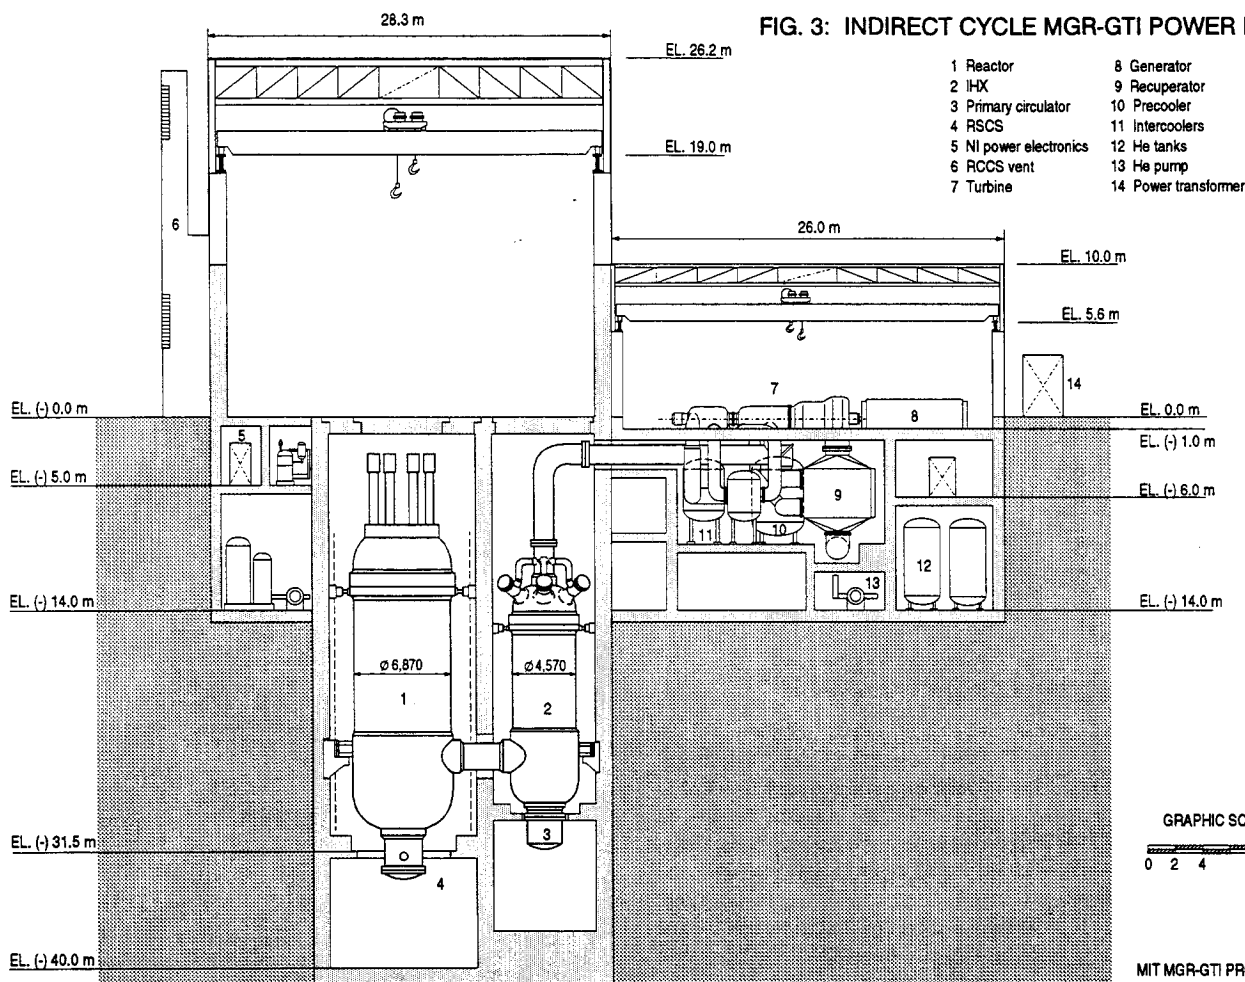 28.3 m
FIG. 3: INDIRECT CYCLE MGR-GTI POWER
EL. 26.2 m
1 Reactor
2 IHX
3 Primary circulator
4 RSCS
5 NI power electronics
6 RCCS vent
7 Turbine
8 Generator
9 Recuperator
10 Precooler
11 Intercoolers
12 He tanks
13 He pump
14 Power transformer
EL. 19.0 m
6
26.0 m
EL. 10.0 m
EL. 5.6 m
7
14
8
EL. (-) 0.0 m
EL. 0.0 m
5
EL. (-) 1.0 m
EL. (-) 5.0 m
EL. (-) 6.0 m
9
11
10
12
13
EL. (-) 14.0 m
EL. (-) 14.0 m
Ø 6,870
Ø 4,570
1
2
3
GRAPHIC
EL. (-) 31.5 m
0 2 4
4
EL. (-) 40.0 m
MIT MGR-GTI